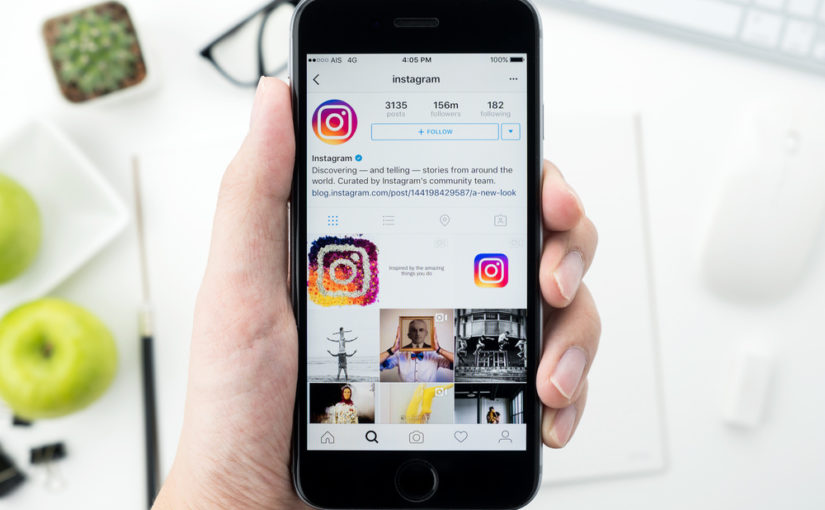 AIS 4G 4:05 PM 100%
instagram
3135 156m 182
posts followers following
+ FOLLOW
Instagram
Discovering — and telling — stories from around the
world. Curated by Instagram's community team.
blog.instagram.com/post/144198429587/a-new-look
Inspired by the amazing
things you do